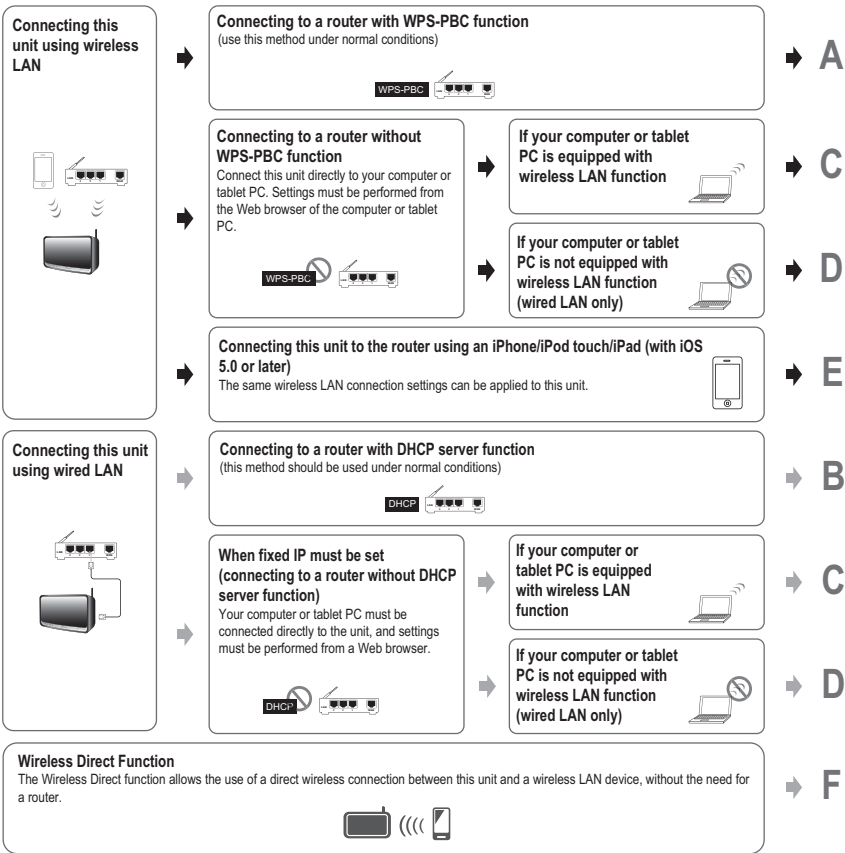 Connecting this
unit using wireless
LAN
Connecting to a router with WPS-PBC function
(use this method under normal conditions)
WPS-PBC
A
Connecting to a router without
WPS-PBC function
Connect this unit directly to your computer or
tablet PC. Settings must be performed from
the Web browser of the computer or tablet
PC.
WPS-PBC
If your computer or tablet
PC is equipped with
wireless LAN function
C
If your computer or tablet
PC is not equipped with
wireless LAN function
(wired LAN only)
D
Connecting this unit to the router using an iPhone/iPod touch/iPad (with iOS
5.0 or later)
The same wireless LAN connection settings can be applied to this unit.
E
Connecting this unit
using wired LAN
Connecting to a router with DHCP server function
(this method should be used under normal conditions)
DHCP
B
When fixed IP must be set
(connecting to a router without DHCP
server function)
Your computer or tablet PC must be
connected directly to the unit, and settings
must be performed from a Web browser.
DHCP
If your computer or
tablet PC is equipped
with wireless LAN
function
C
If your computer or tablet
PC is not equipped with
wireless LAN function
(wired LAN only)
D
Wireless Direct Function
The Wireless Direct function allows the use of a direct wireless connection between this unit and a wireless LAN device, without the need for
a router.
F